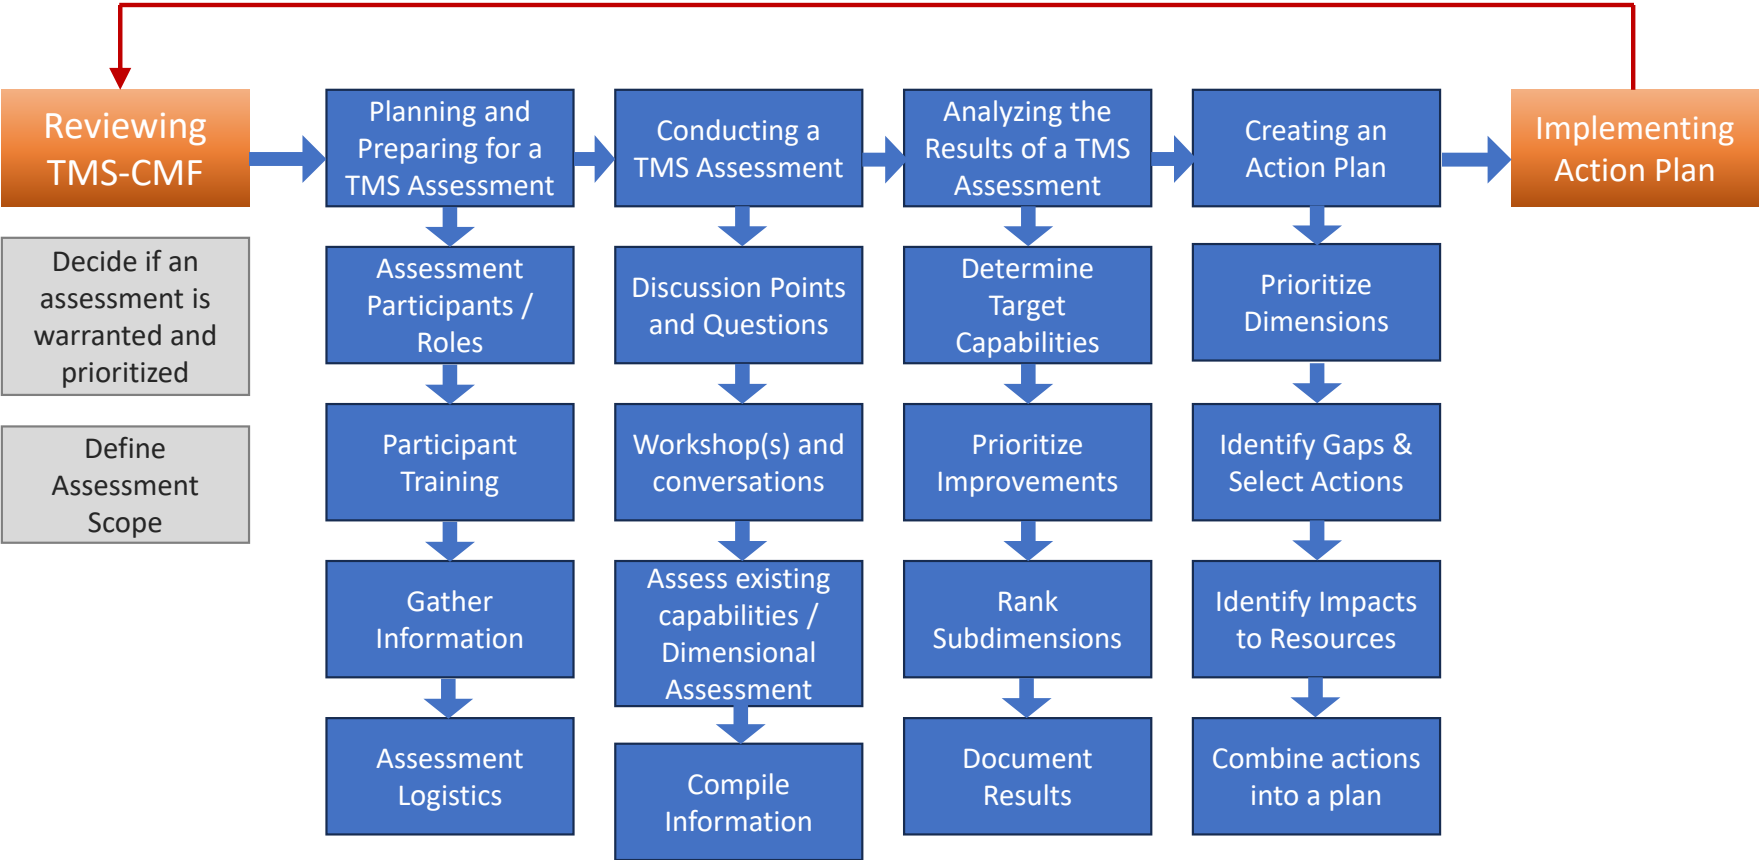 Reviewing
TMS-CMF
Decide if an
assessment is
warranted and
prioritized
Define
Assessment
Scope
Planning and
Preparing for a
TMS Assessment
Assessment
Participants /
Roles
Participant
Training
Gather
Information
Assessment
Logistics
Conducting a
TMS Assessment
Discussion Points
and Questions
Workshop(s) and
conversations
Assess existing
capabilities /
Dimensional
Assessment
Compile
Information
Analyzing the
Results of a TMS
Assessment
Determine
Target
Capabilities
Prioritize
Improvements
Rank
Subdimensions
Document
Results
Creating an
Action Plan
Prioritize
Dimensions
Identify Gaps &
Select Actions
Identify Impacts
to Resources
Combine actions
into a plan
Implementing
Action Plan